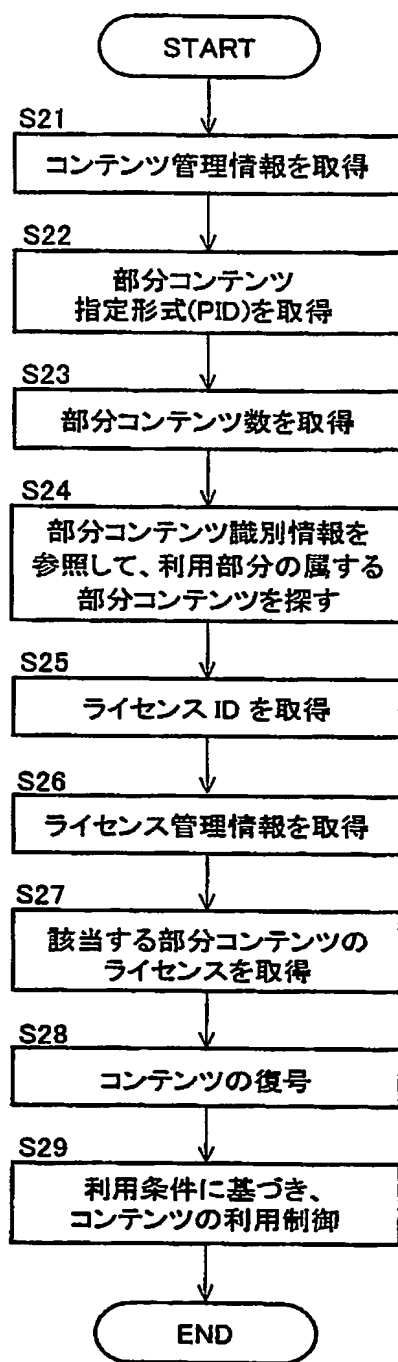 START
S21
コンテンツ管理情報を取得
S22
部分コンテンツ
指定形式(PID)を取得
S23
部分コンテンツ数を取得
S24
部分コンテンツ識別情報を
参照して、利用部分の属する
部分コンテンツを探す
S25
ライセンス ID を取得
S26
ライセンス管理情報を取得
S27
該当する部分コンテンツの
ライセンスを取得
S28
コンテンツの復号
S29
利用条件に基づき、
コンテンツの利用制御
END